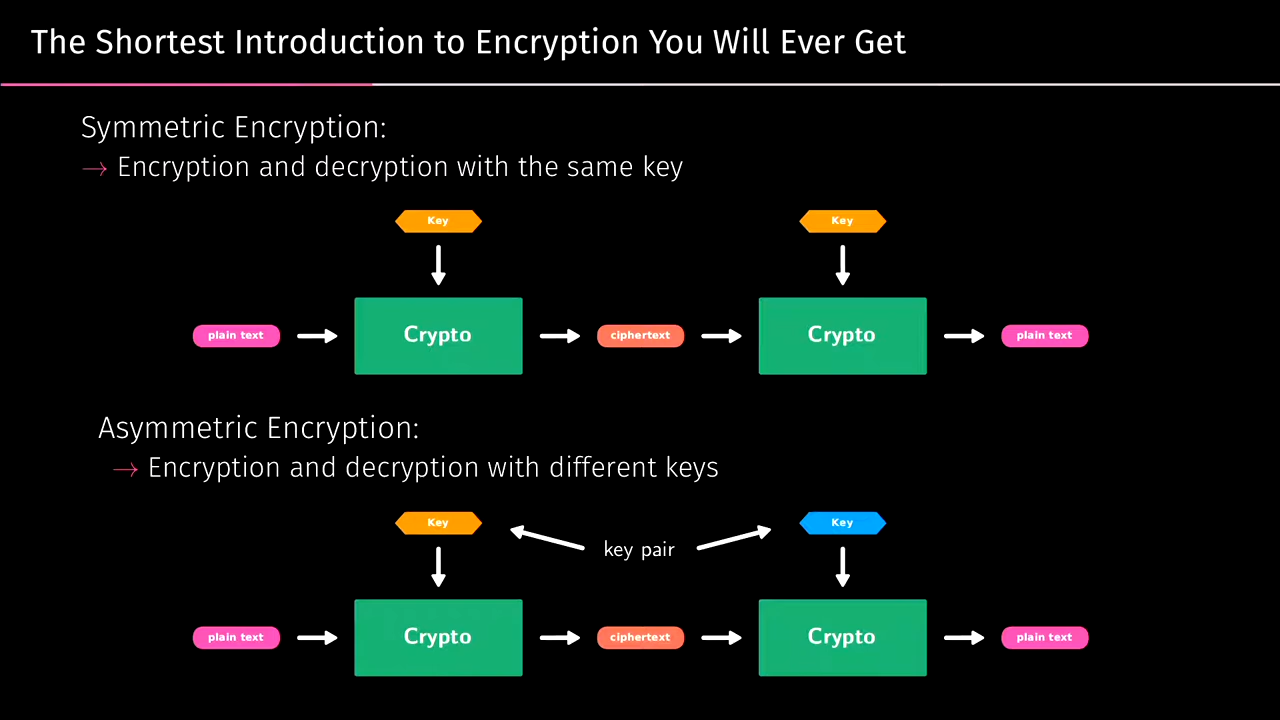 The Shortest Introduction to Encryption You Will Ever Get
Symmetric Encryption:
→ Encryption and decryption with the same key
Key Key
plain text Crypto ciphertext Crypto plain text
Asymmetric Encryption:
→ Encryption and decryption with different keys
Key Key
key pair
plain text Crypto ciphertext Crypto plain text